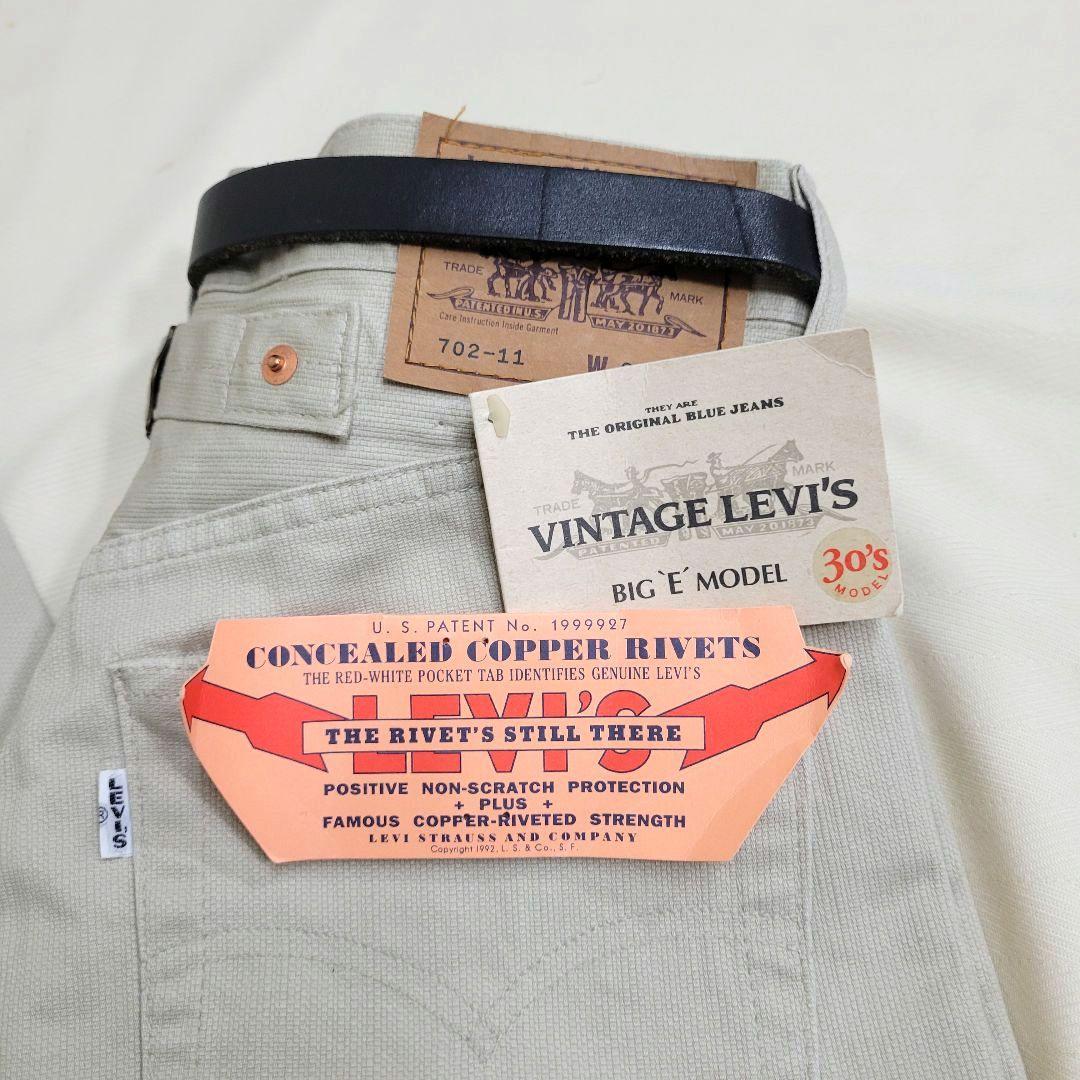 TRADE MARK
PATENTED IN U.S. MAY 20 1873
Care Instruction Inside Garment
702-11 W
THEY ARE
THE ORIGINAL BLUE JEANS
TRADE MARK
VINTAGE LEVI'S
PATENTED MAY 20 1873
BIG `E´ MODEL
30's
MODEL
U. S. PATENT No. 1999927
CONCEALED COPPER RIVETS
THE RED-WHITE POCKET TAB IDENTIFIES GENUINE LEVI'S
LEVI'S
THE RIVET'S STILL THERE
POSITIVE NON-SCRATCH PROTECTION
+ PLUS +
FAMOUS COPPER-RIVETED STRENGTH
LEVI STRAUSS AND COMPANY
Copyright 1992, L. S. & Co., S. F.
LEVI'S ®